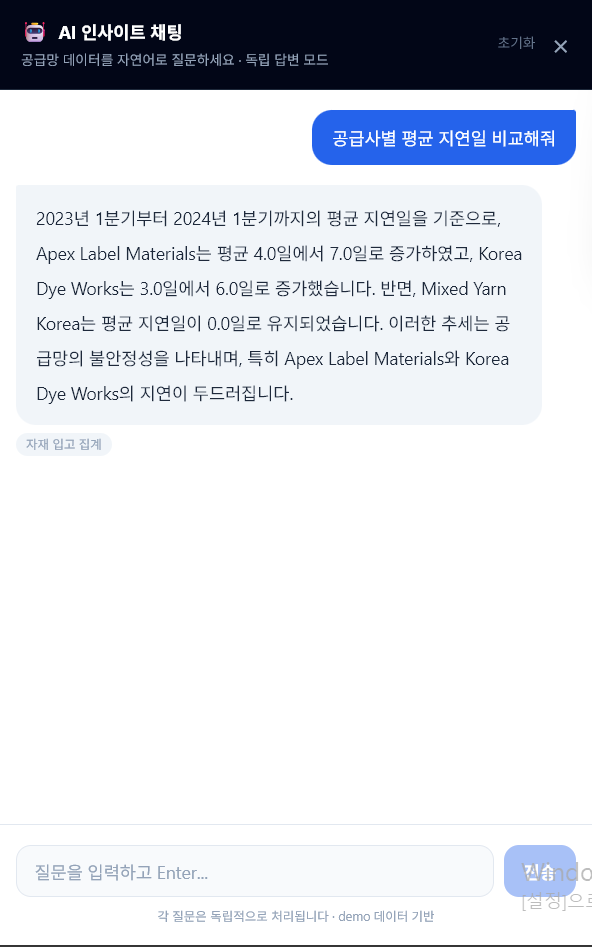 AI 인사이트 채팅
공급망 데이터를 자연어로 질문하세요 · 독립 답변 모드
초기화
공급사별 평균 지연일 비교해줘
2023년 1분기부터 2024년 1분기까지의 평균 지연일을 기준으로,
Apex Label Materials는 평균 4.0일에서 7.0일로 증가하였고, Korea
Dye Works는 3.0일에서 6.0일로 증가했습니다. 반면, Mixed Yarn
Korea는 평균 지연일이 0.0일로 유지되었습니다. 이러한 추세는 공
급망의 불안정성을 나타내며, 특히 Apex Label Materials와 Korea
Dye Works의 지연이 두드러집니다.
자재 입고 집계
질문을 입력하고 Enter...
전송
Windo
[설정]으로
각 질문은 독립적으로 처리됩니다 · demo 데이터 기반